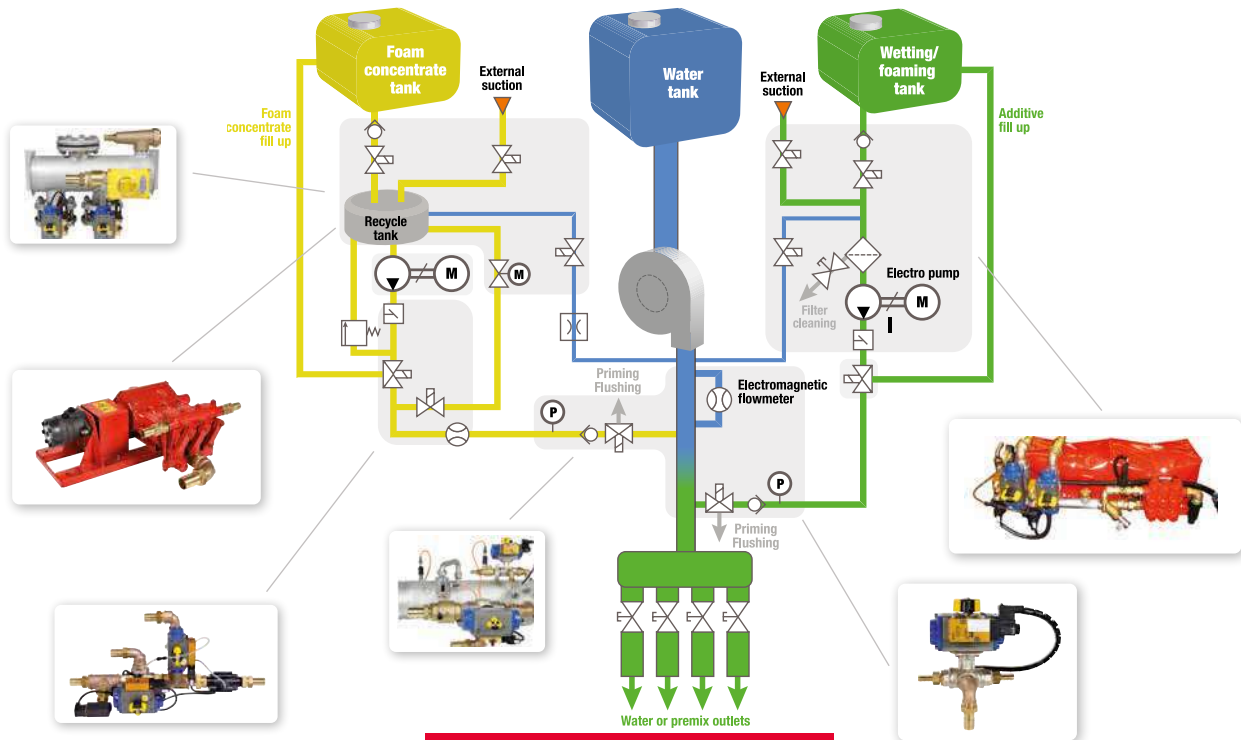 Foam
concentrate
tank
Water
tank
Wetting/
foaming
tank
External
suction
External
suction
Foam
concentrate
fill up
Additive
fill up
Recycle
tank
M
M
Electro pump
M
Filter
cleaning
Priming
Flushing
Electromagnetic
flowmeter
P
P
Priming
Flushing
Water or premix outlets